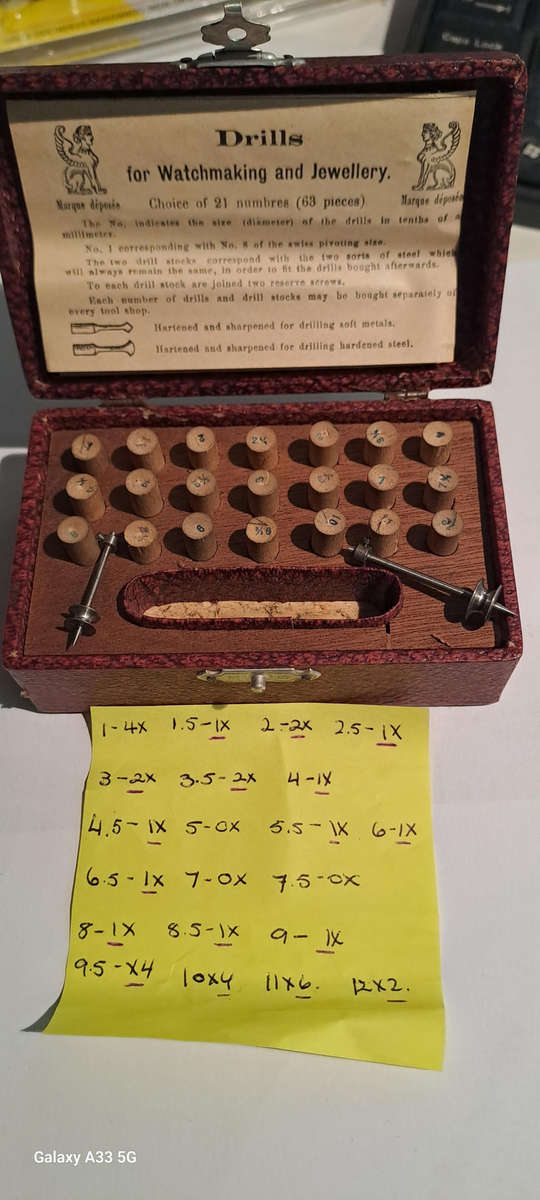 Caps Lock
Drills
for Watchmaking and Jewellery.
Marque déposée Choice of 21 numbres (63 pieces) Marque déposée
The No. indicates the size (diameter) of the drills in tenths of a
millimeter.
No. 1 corresponding with No. 8 of the swiss pivoting size.
The two drill stocks correspond with the two sorts of steel which
will always remain the same, in order to fit the drills bought afterwards.
To each drill stock are joined two reserve screws.
Each number of drills and drill stocks may be bought separately of
every tool shop.
Hartened and sharpened for drilling soft metals.
Hartened and sharpened for drilling hardened steel.
2 2½
1-4X 1.5-1X 2-2X 2.5-1X
3-2X 3.5-2X 4-1X
4.5-1X 5-0X 5.5-1X 6-1X
6.5-1X 7-0X 7.5-0X
8-1X 8.5-1X 9-1X
9.5-X4 10X4 11X6. 12X2.
Galaxy A33 5G